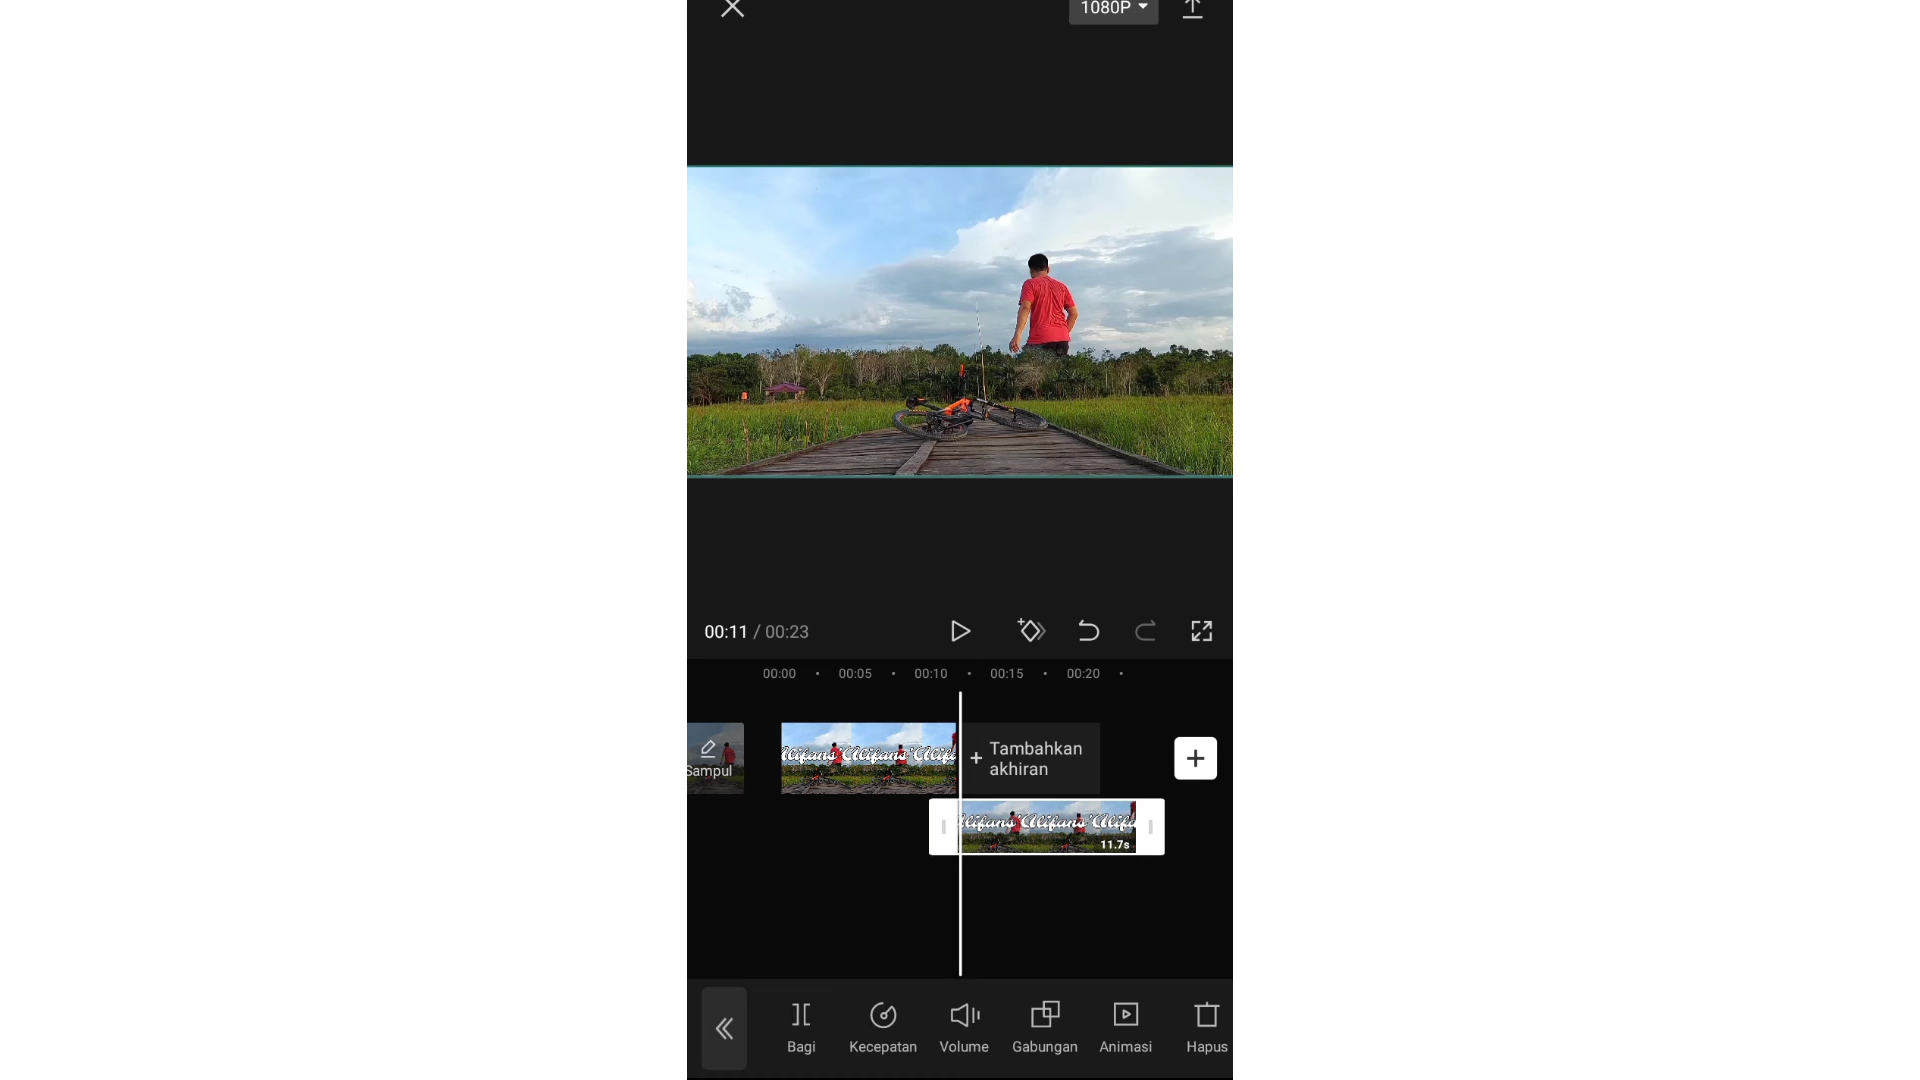 1080P
00:11 / 00:23
00:00 00:05 00:10 00:15 00:20
Sampul
+ Tambahkan akhiran
11.7s
Bagi Kecepatan Volume Gabungan Animasi Hapus